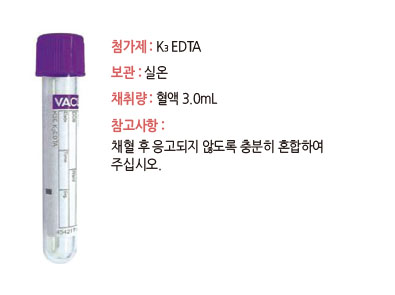 첨가제 : K₃ EDTA
보관 : 실온
채취량 : 혈액 3.0mL
참고사항 :
채혈 후 응고되지 않도록 충분히 혼합하여
주십시오.
VAC